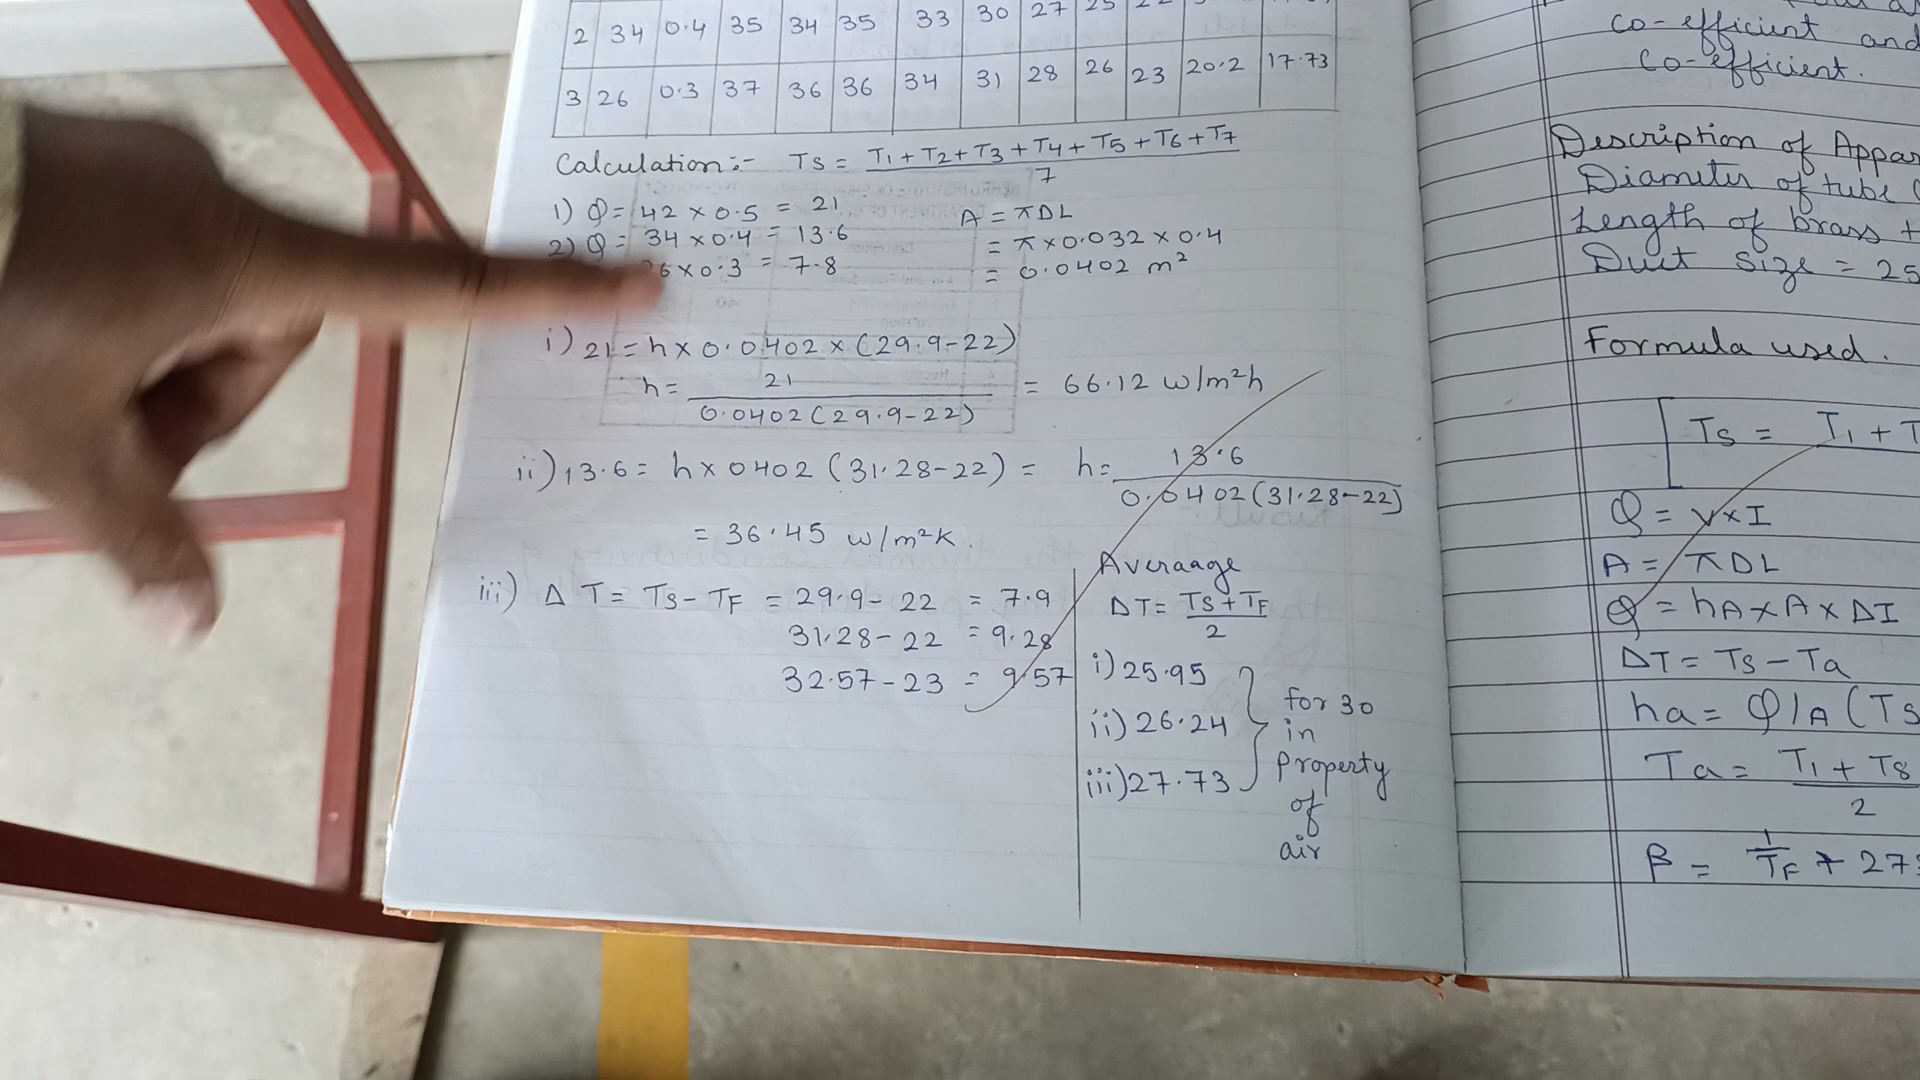 2 34 0.4 35 34 35 33 30 27 25 22
3 26 0.3 37 36 36 34 31 28 26 23 20.2 17.73
Calculation:- Ts = T1 + T2 + T3 + T4 + T5 + T6 + T7 / 7
1) Q = 42 x 0.5 = 21
2) Q = 34 x 0.4 = 13.6
6 x 0.3 = 7.8
A = πDL
= π x 0.032 x 0.4
= 0.0402 m²
i) 21 = h x 0.0402 x (29.9-22)
h = 21 / 0.0402 (29.9-22) = 66.12 w/m²h
ii) 13.6 = h x 0402 (31.28-22) = h = 13.6 / 0.0402 (31.28-22)
= 36.45 w/m²K.
iii) Δ T = Ts - TF = 29.9 - 22 = 7.9
31.28 - 22 = 9.28
32.57 - 23 = 9.57
Averaage
ΔT = Ts + TF / 2
i) 25.95
ii) 26.24
iii) 27.73
for 30
in
Property
of
air
co-efficient and
co-efficient.
Description of Appar
Diameter of tube (
Length of brass t
Duct size = 25
Formula used.
Ts = T1 + T
Q = V x I
A = πDL
Q = hA x A x ΔI
ΔT = Ts - Ta
ha = Q/A (Ts
Ta = T1 + T8 / 2
β = 1 / TF + 273